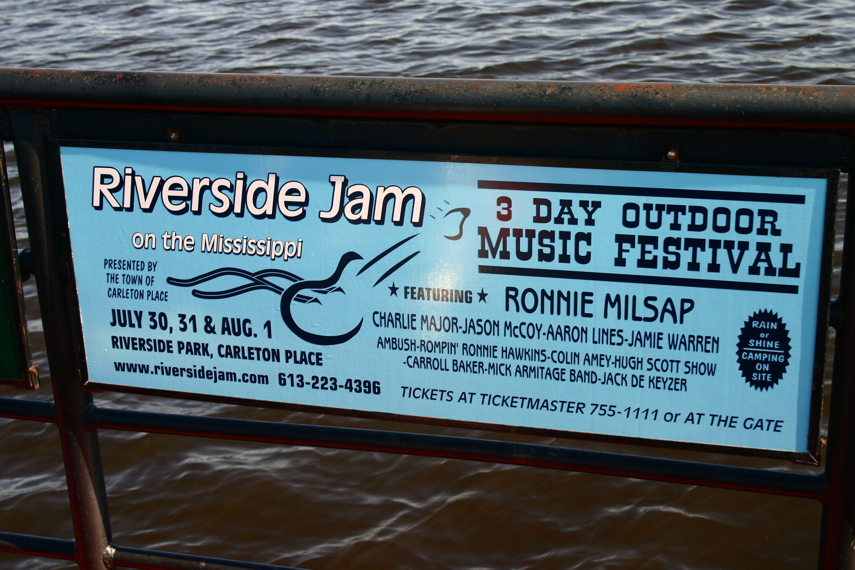 Riverside Jam
on the Mississippi
PRESENTED BY
THE TOWN OF
CARLETON PLACE
JULY 30, 31 & AUG. 1
RIVERSIDE PARK, CARLETON PLACE
www.riversidejam.com 613-223-4396
3 DAY OUTDOOR
MUSIC FESTIVAL
★ FEATURING ★ RONNIE MILSAP
CHARLIE MAJOR-JASON McCOY-AARON LINES-JAMIE WARREN
AMBUSH-ROMPIN' RONNIE HAWKINS-COLIN AMEY-HUGH SCOTT SHOW
-CARROLL BAKER-MICK ARMITAGE BAND-JACK DE KEYZER
RAIN
or
SHINE
CAMPING
ON
SITE
TICKETS AT TICKETMASTER 755-1111 or AT THE GATE